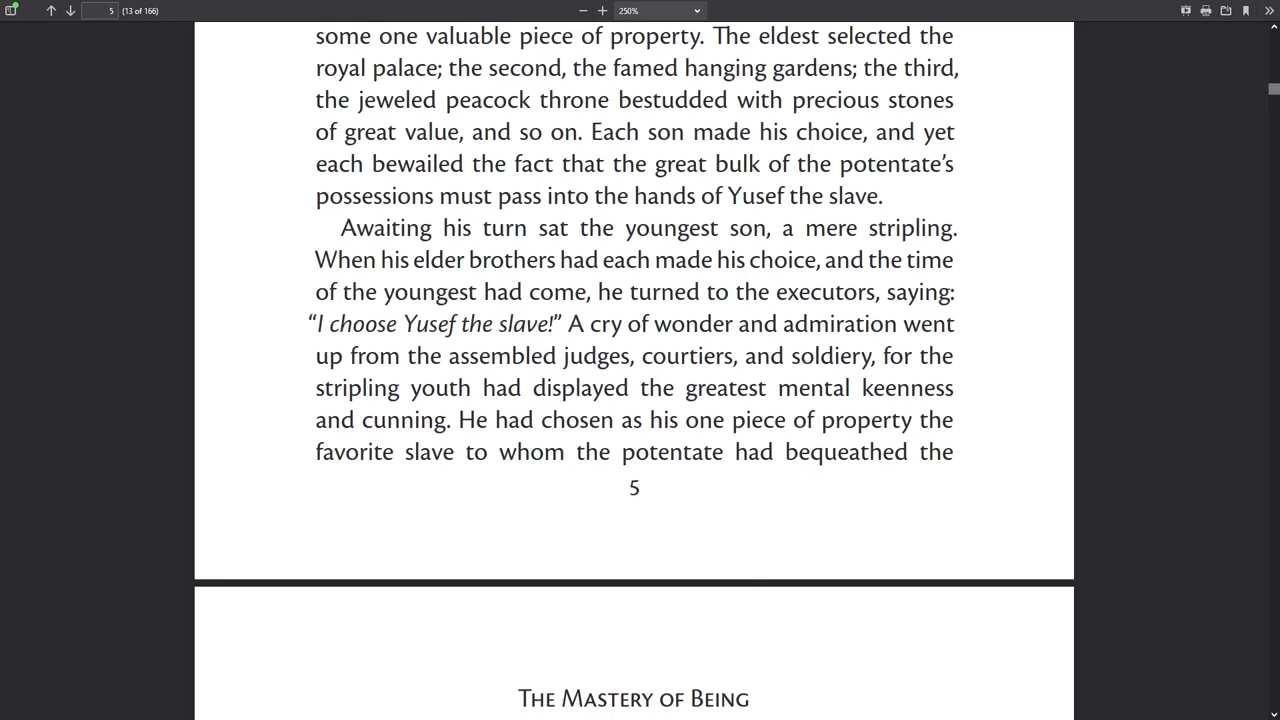 5 (13 of 166) 250%
some one valuable piece of property. The eldest selected the
royal palace; the second, the famed hanging gardens; the third,
the jeweled peacock throne bestudded with precious stones
of great value, and so on. Each son made his choice, and yet
each bewailed the fact that the great bulk of the potentate’s
possessions must pass into the hands of Yusef the slave.
Awaiting his turn sat the youngest son, a mere stripling.
When his elder brothers had each made his choice, and the time
of the youngest had come, he turned to the executors, saying:
“I choose Yusef the slave!” A cry of wonder and admiration went
up from the assembled judges, courtiers, and soldiery, for the
stripling youth had displayed the greatest mental keenness
and cunning. He had chosen as his one piece of property the
favorite slave to whom the potentate had bequeathed the
5
The Mastery of Being